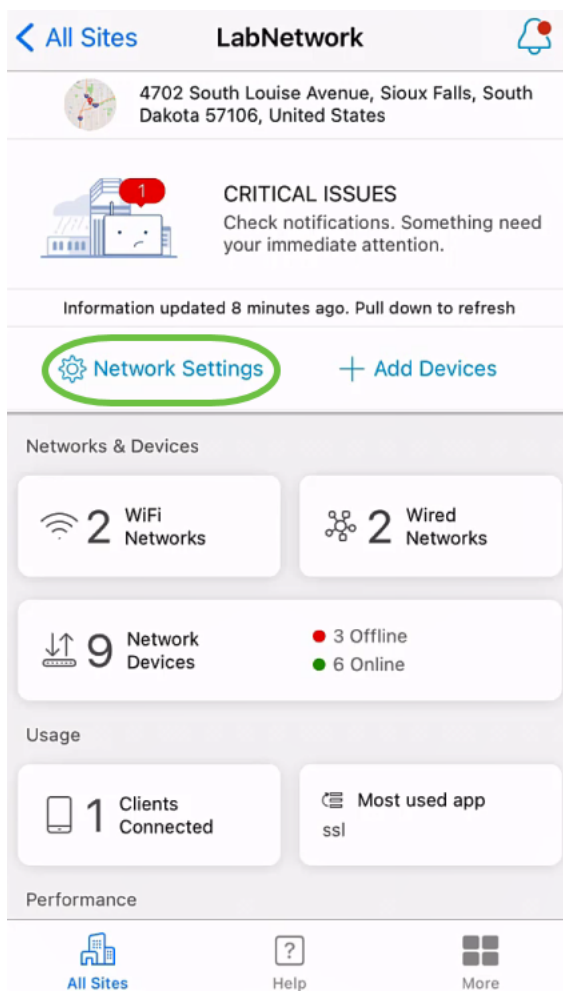 All Sites
LabNetwork
4702 South Louise Avenue, Sioux Falls, South
Dakota 57106, United States
1
CRITICAL ISSUES
Check notifications. Something need
your immediate attention.
Information updated 8 minutes ago. Pull down to refresh
Network Settings
+ Add Devices
Networks & Devices
2 WiFi
Networks
2 Wired
Networks
9 Network
Devices
3 Offline
6 Online
Usage
1 Clients
Connected
Most used app
ssl
Performance
All Sites
? Help
More